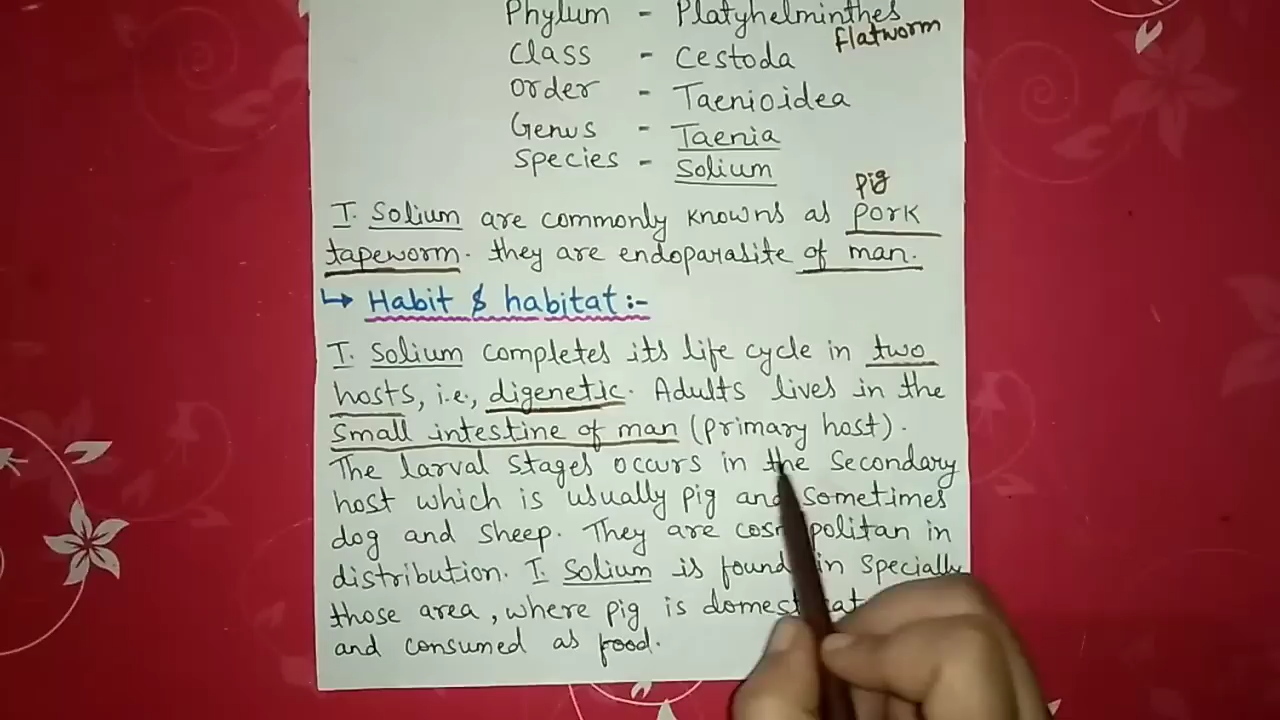 Phylum - Platyhelminthes
flatworm
Class - Cestoda
Order - Taenioidea
Genus - Taenia
Species - Solium
pig
T. Solium are commonly knowns as pork
tapeworm. they are endoparasite of man.
↳ Habit & habitat:-
T. Solium completes its life cycle in two
hosts, i.e., digenetic. Adults lives in the
Small intestine of man (primary host).
The larval stages occurs in the secondary
host which is usually pig and sometimes
dog and sheep. They are cosmopolitan in
distribution. T. Solium is found in specially
those area, where pig is
and consumed as food.